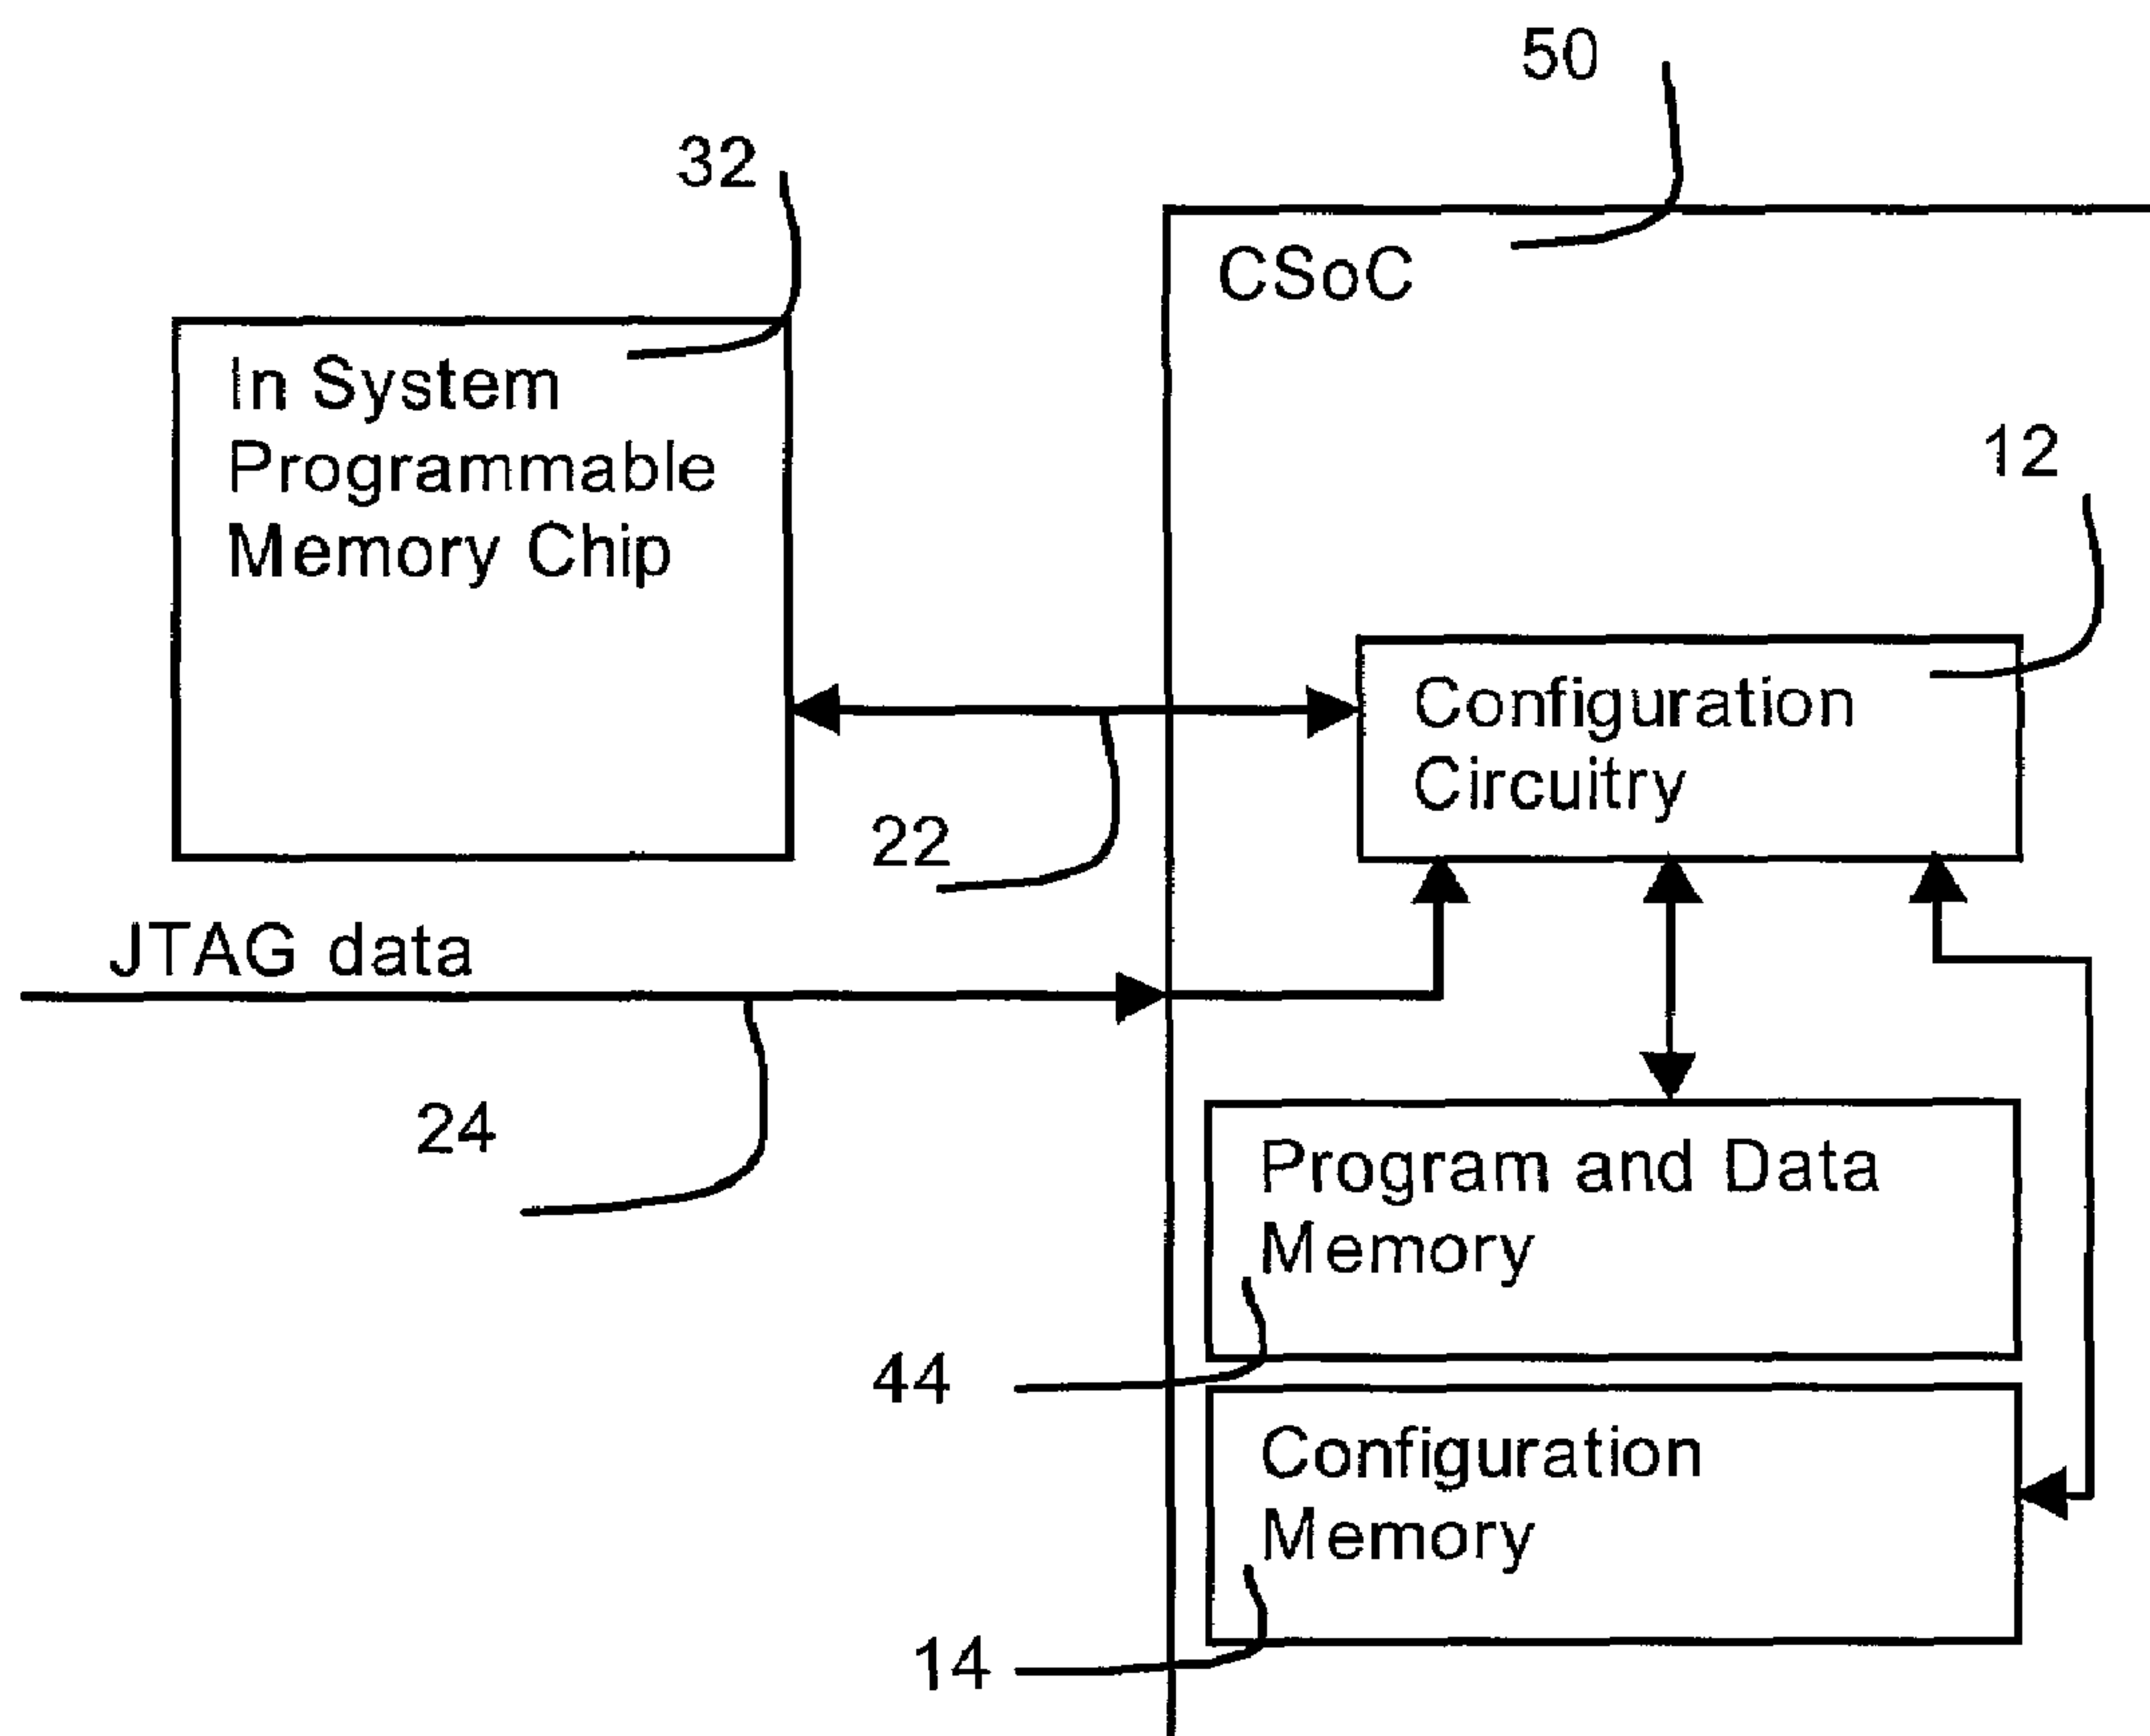 50
32
CSoC
In System
Programmable
Memory Chip
12
Configuration
Circuitry
22
JTAG data
24
Program and Data
Memory
44
Configuration
Memory
14